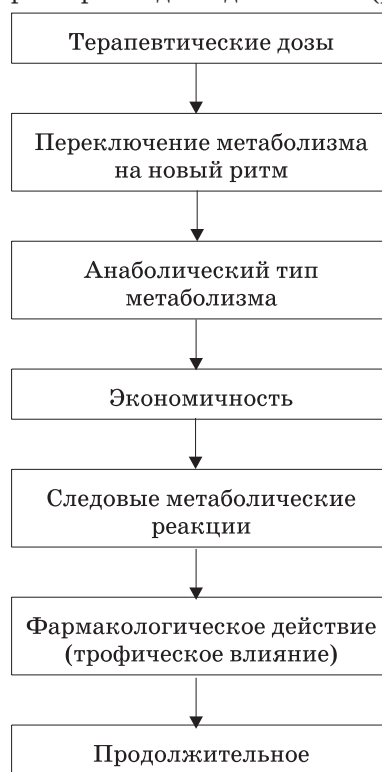 Терапевтические дозы
Переключение метаболизма
на новый ритм
Анаболический тип
метаболизма
Экономичность
Следовые метаболические
реакции
Фармакологическое действие
(трофическое влияние)
Продолжительное